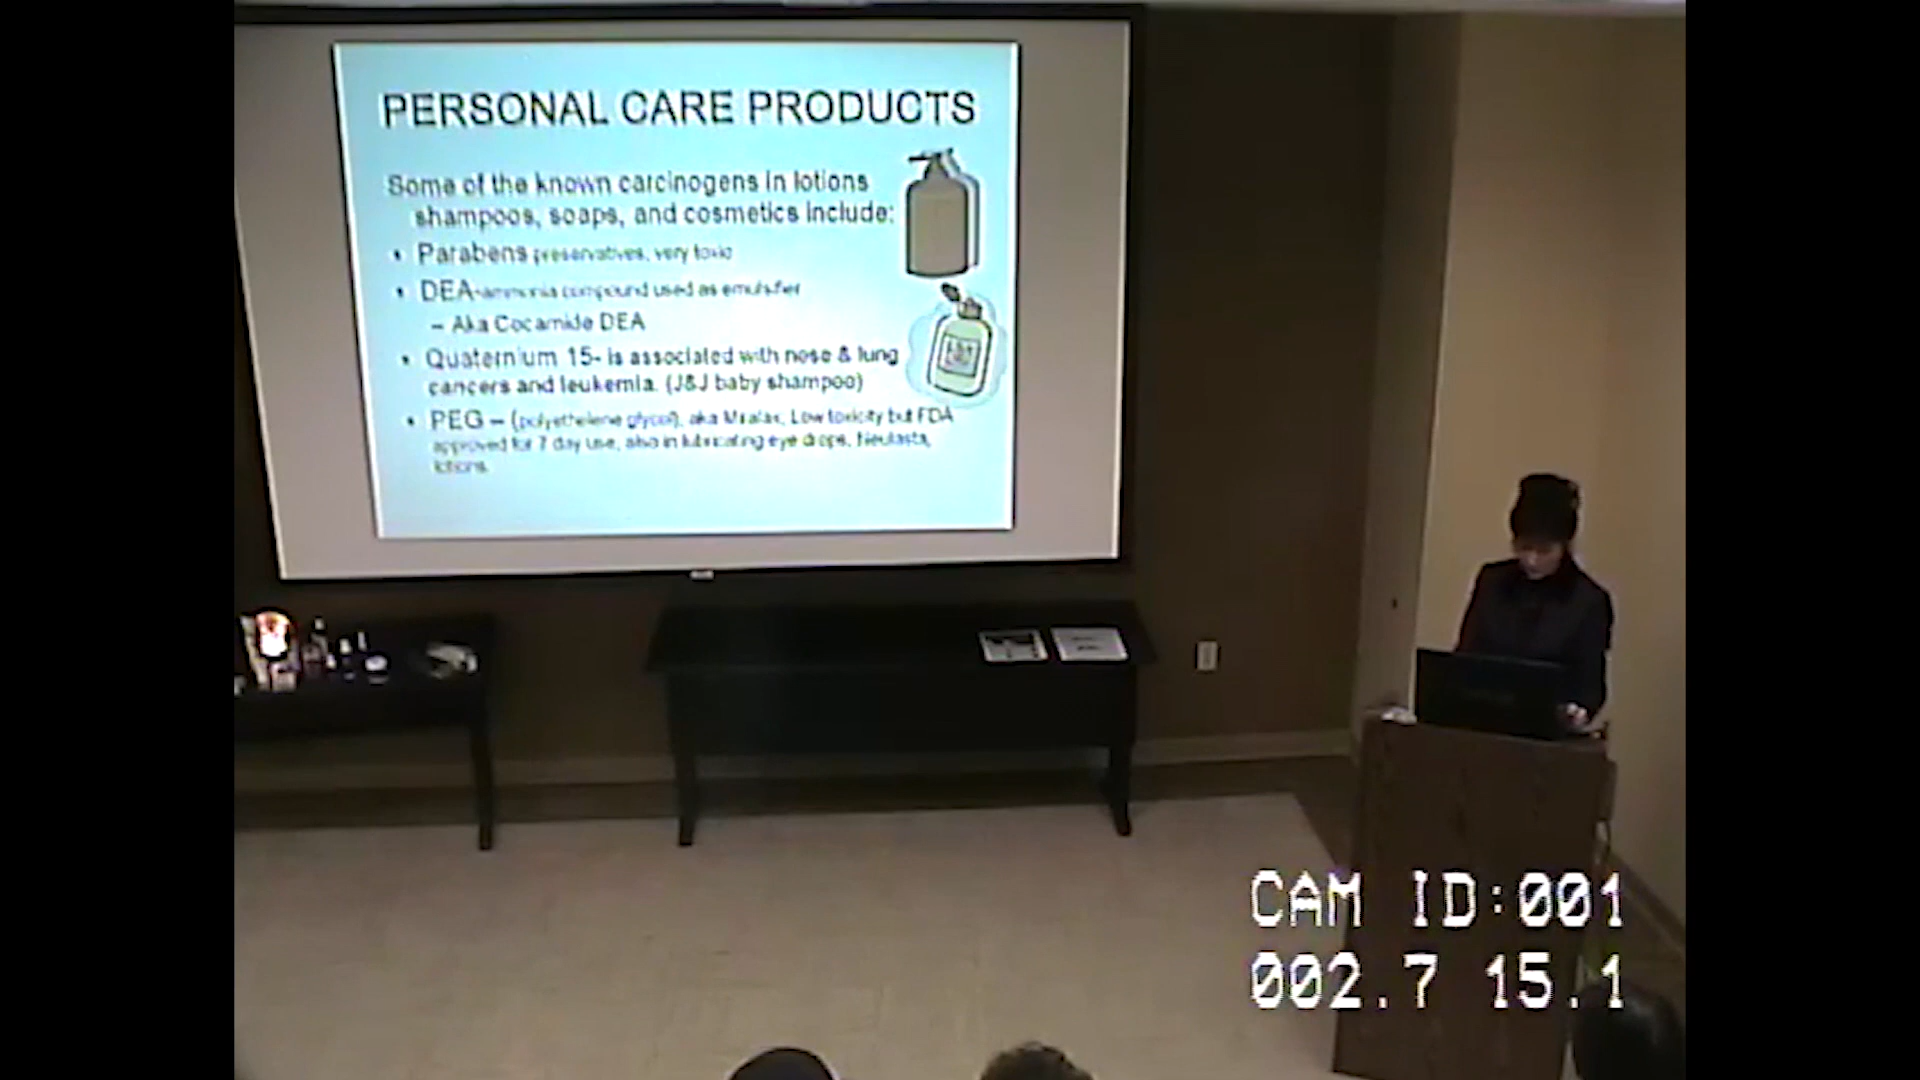 PERSONAL CARE PRODUCTS
Some of the known carcinogens in lotions
shampoos, soaps, and cosmetics include:
• Parabens preservatives, very toxic
• DEA-ammonia compound used as emulsifier
– Aka Cocamide DEA
• Quaternium 15- is associated with nose & lung
cancers and leukemia. (J&J baby shampoo)
• PEG – (polyethelene glycol), aka Miralax, Low toxicity but FDA
approved for 7 day use, also in lubricating eye drops, Neulasta,
lotions.
CAM ID:001
002.7 15.1